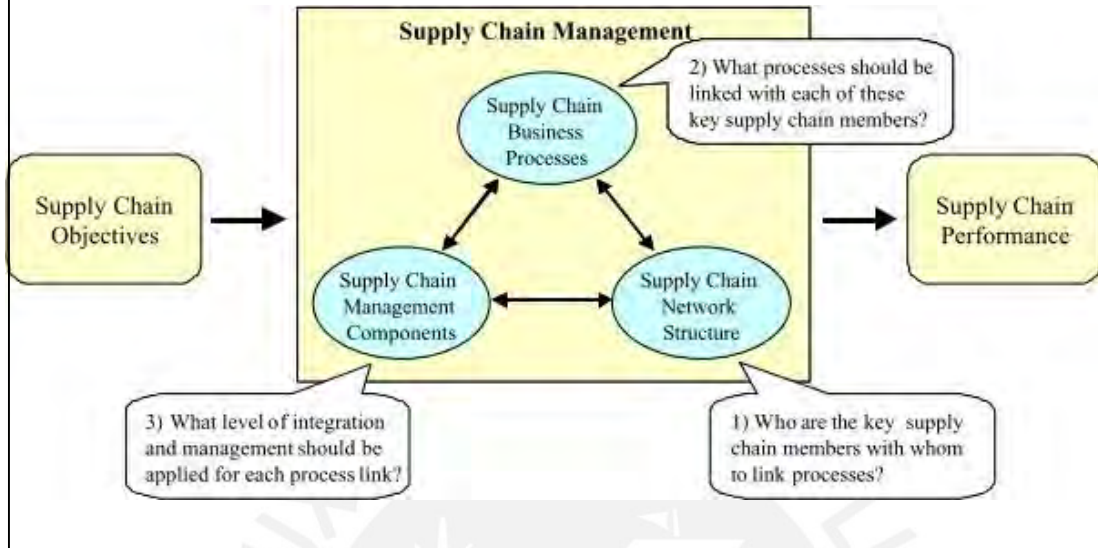 Supply Chain Management
2) What processes should be
linked with each of these
key supply chain members?
Supply Chain
Business
Processes
Supply Chain
Objectives
Supply Chain
Performance
Supply Chain
Management
Components
Supply Chain
Network
Structure
3) What level of integration
and management should be
applied for each process link?
1) Who are the key supply
chain members with whom
to link processes?